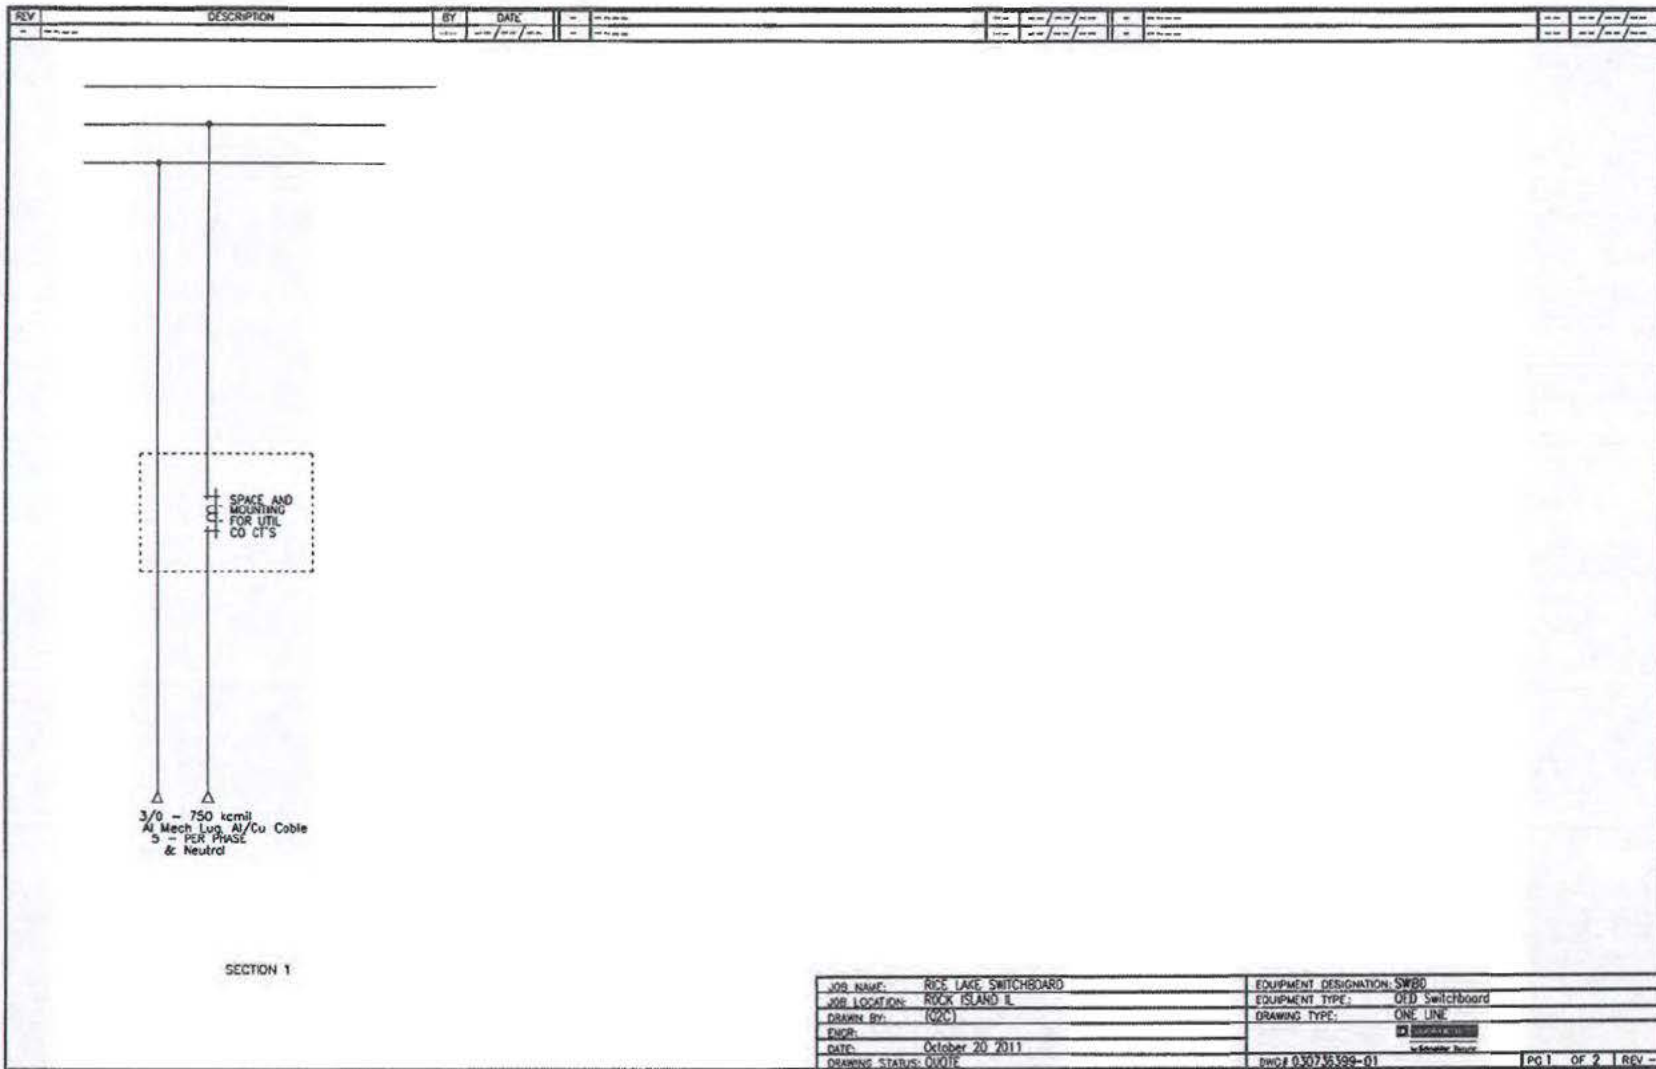 REV DESCRIPTION BY DATE - ----- -- --/--/-- - ----- -- --/--/--
- ----- --- --/--/-- - ----- -- --/--/-- - ----- -- --/--/--
SPACE AND
MOUNTING
FOR UTIL
CO CT'S
3/0 - 750 kcmil
Al Mech Lug, Al/Cu Cable
5 - PER PHASE
& Neutral
SECTION 1
JOB NAME: RICE LAKE SWITCHBOARD
JOB LOCATION: ROCK ISLAND IL
DRAWN BY: (Q2C)
ENGR:
DATE: October 20 2011
DRAWING STATUS: QUOTE
EQUIPMENT DESIGNATION: SWBD
EQUIPMENT TYPE: QED Switchboard
DRAWING TYPE: ONE LINE
by Schneider Electric
DWG# 030736399-01 PG 1 OF 2 REV -